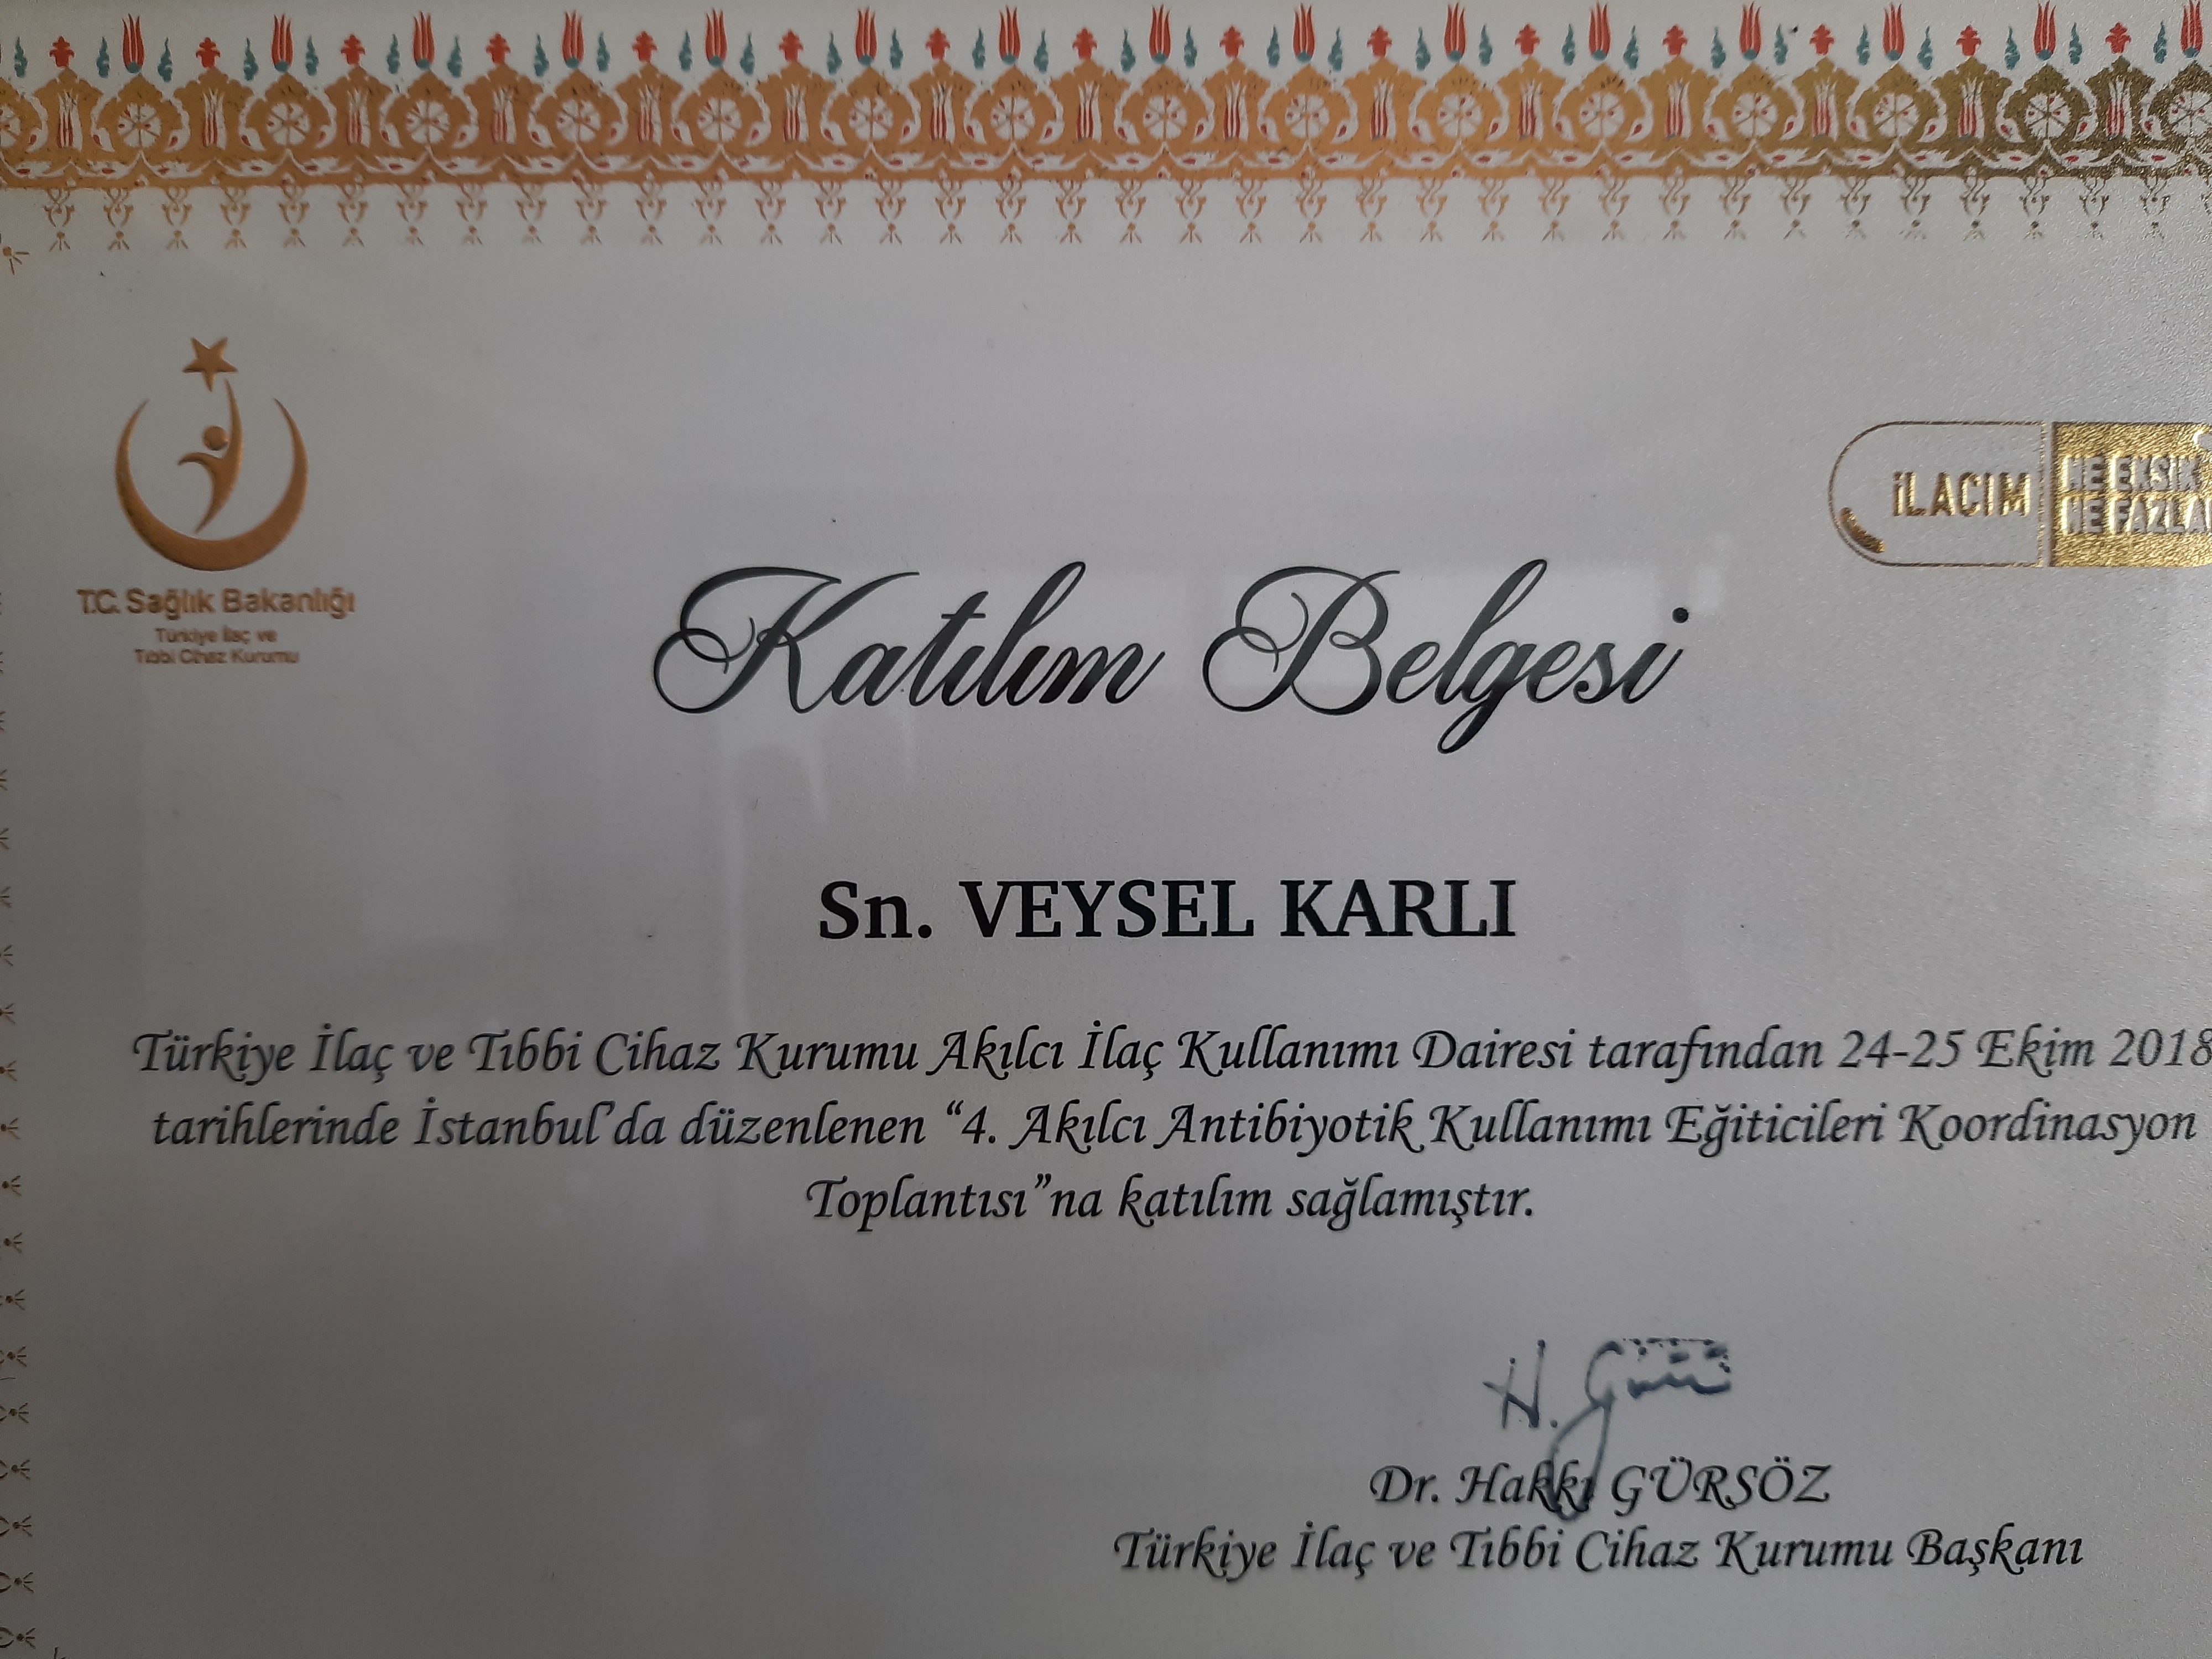 T.C. Sağlık Bakanlığı
Türkiye İlaç ve
Tıbbi Cihaz Kurumu
İLACIM
NE EKSİK
NE FAZLA
Katılım Belgesi
Sn. VEYSEL KARLI
Türkiye İlaç ve Tıbbi Cihaz Kurumu Akılcı İlaç Kullanımı Dairesi tarafından 24-25 Ekim 2018
tarihlerinde İstanbul’da düzenlenen “4. Akılcı Antibiyotik Kullanımı Eğiticileri Koordinasyon
Toplantısı”na katılım sağlamıştır.
Dr. Hakkı GÜRSÖZ
Türkiye İlaç ve Tıbbi Cihaz Kurumu Başkanı